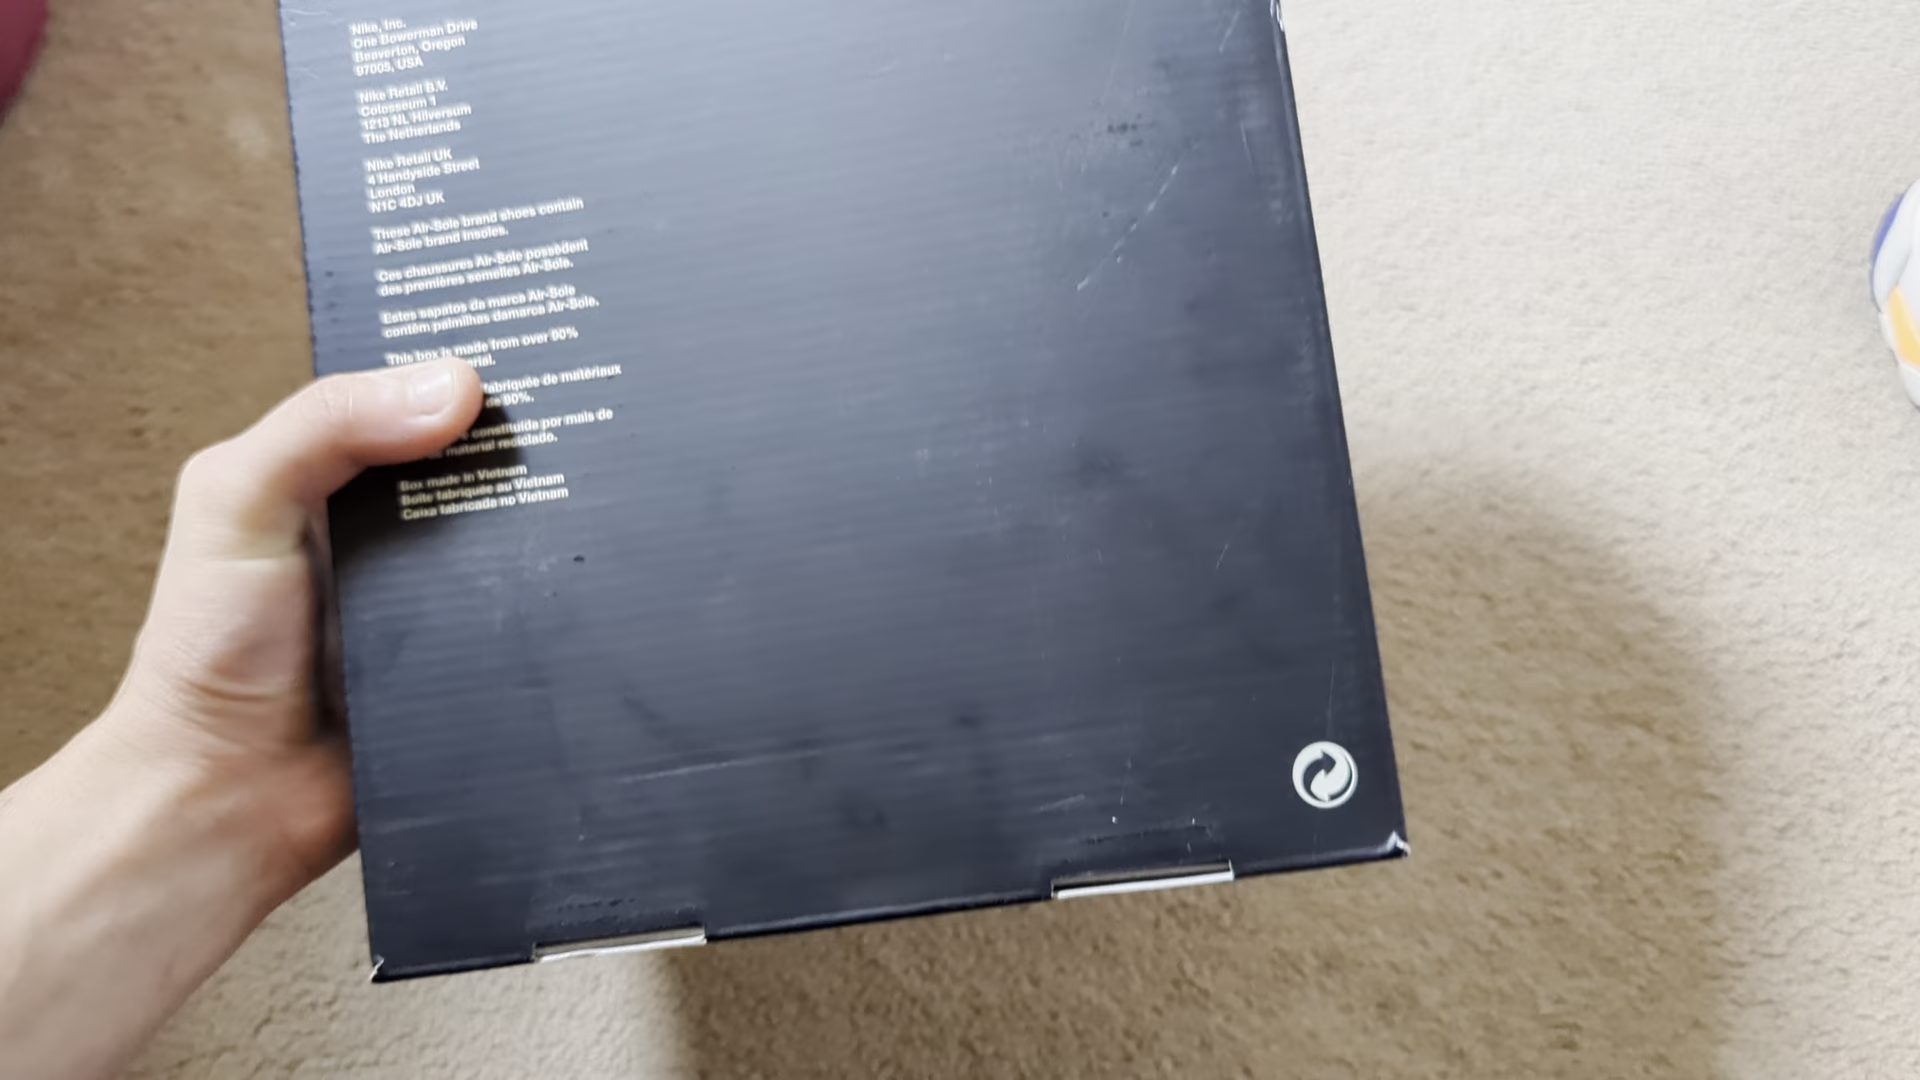 Nike, Inc.
One Bowerman Drive
Beaverton, Oregon
97005, USA
Nike Retail B.V.
Colosseum 1
1213 NL Hilversum
The Netherlands
Nike Retail UK
4 Handyside Street
London
N1C 4DJ UK
These Air-Sole brand shoes contain
Air-Sole brand insoles.
Ces chaussures Air-Sole possèdent
des premières semelles Air-Sole.
Estes sapatos da marca Air-Sole
contêm palmilhas damarca Air-Sole.
This box is made from over 90%
fabriquée de matériaux
de 90%.
constituída por mais de
material reciclado.
Box made in Vietnam
Boîte fabriquée au Vietnam
Caixa fabricada no Vietnam